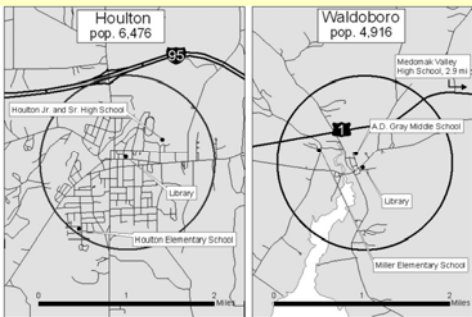 Houlton
pop. 6,476
95
Houlton Jr. and Sr. High School
Library
Houlton Elementary School
0
1
2
Miles
Waldoboro
pop. 4,916
Medomak Valley
High School, 2.9 mi
1
A.D. Gray Middle School
Library
Miller Elementary School
0
1
2
Miles